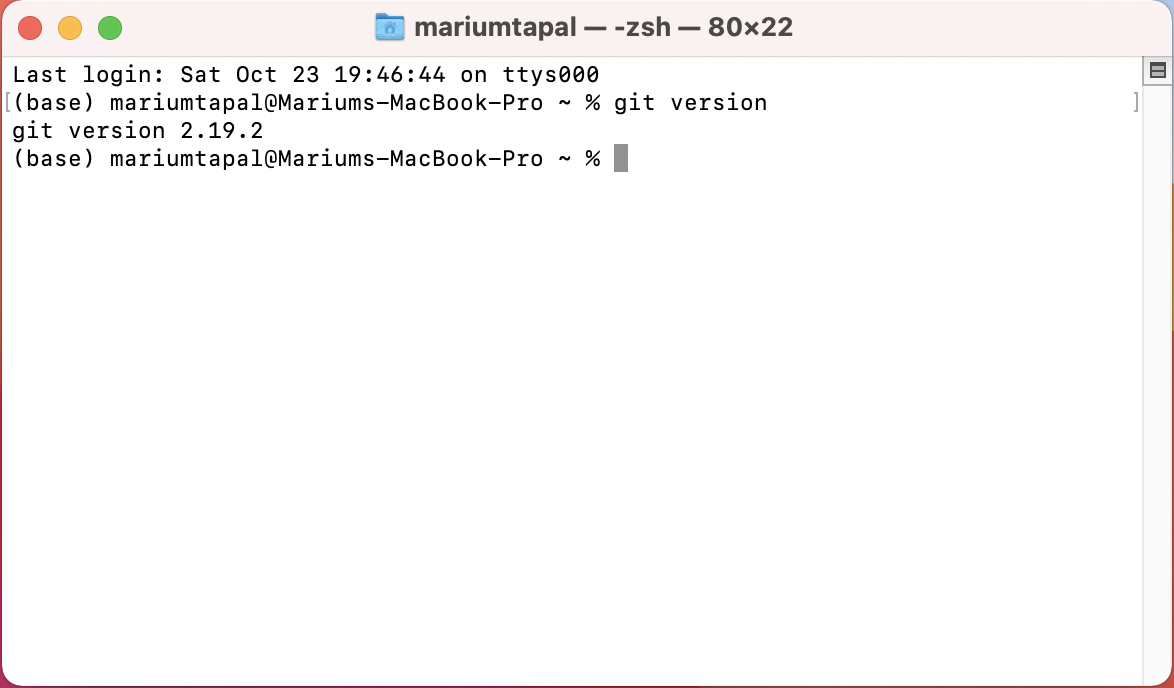 mariumtapal — -zsh — 80×22
Last login: Sat Oct 23 19:46:44 on ttys000
[(base) mariumtapal@Mariums-MacBook-Pro ~ % git version ]
git version 2.19.2
(base) mariumtapal@Mariums-MacBook-Pro ~ %